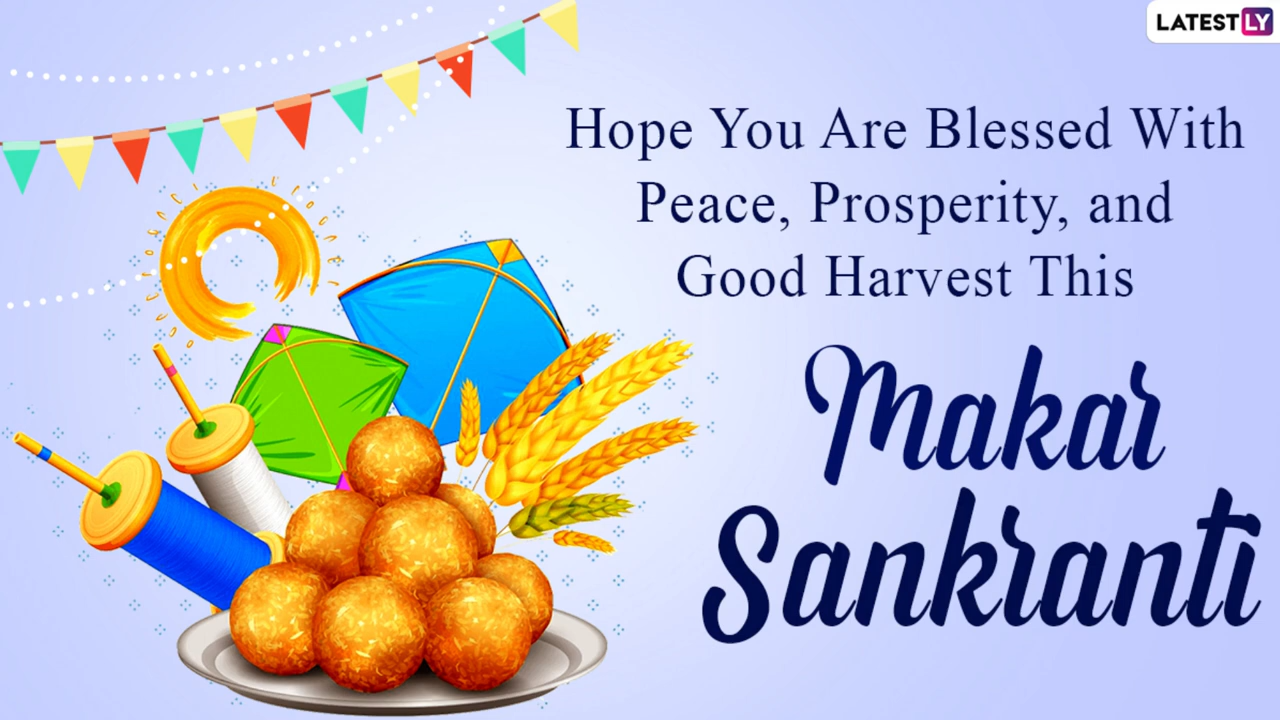 LATESTLY
Hope You Are Blessed With
Peace, Prosperity, and
Good Harvest This
Makar
Sankranti